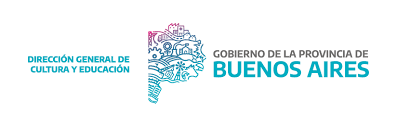 DIRECCIÓN GENERAL DE
CULTURA Y EDUCACIÓN
GOBIERNO DE LA PROVINCIA DE
BUENOS AIRES